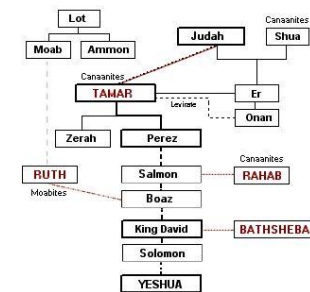 Lot
Judah
Shua
Moab
Ammon
Canaanites
Canaanites
TAMAR
Er
Levirate
Onan
Zerah
Perez
Canaanites
RUTH
Salmon
RAHAB
Moabites
Boaz
King David
BATHSHEBA
Solomon
YESHUA